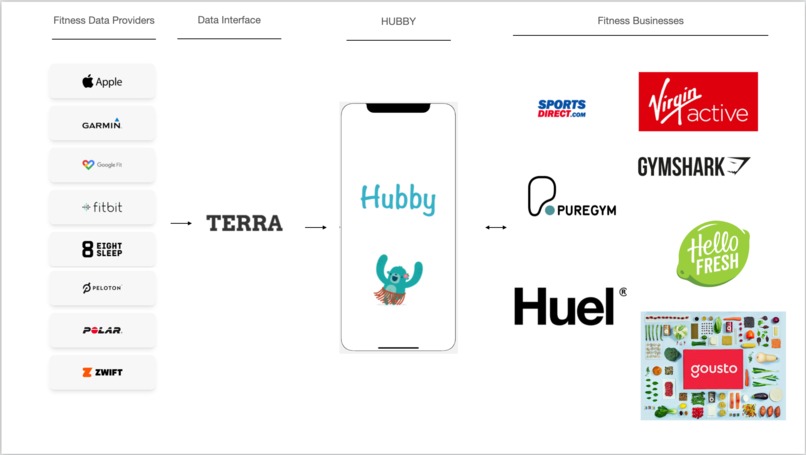 Fitness Data Providers
Data Interface
HUBBY
Fitness Businesses
Apple
GARMIN
Google Fit
fitbit
8 EIGHT
SLEEP
PELOTON
POLAR
ZWIFT
TERRA
Hubby
SPORTS
DIRECT.COM
Virgin
active
GYMSHARK
PUREGYM
Hello
FRESH
Huel®
gousto